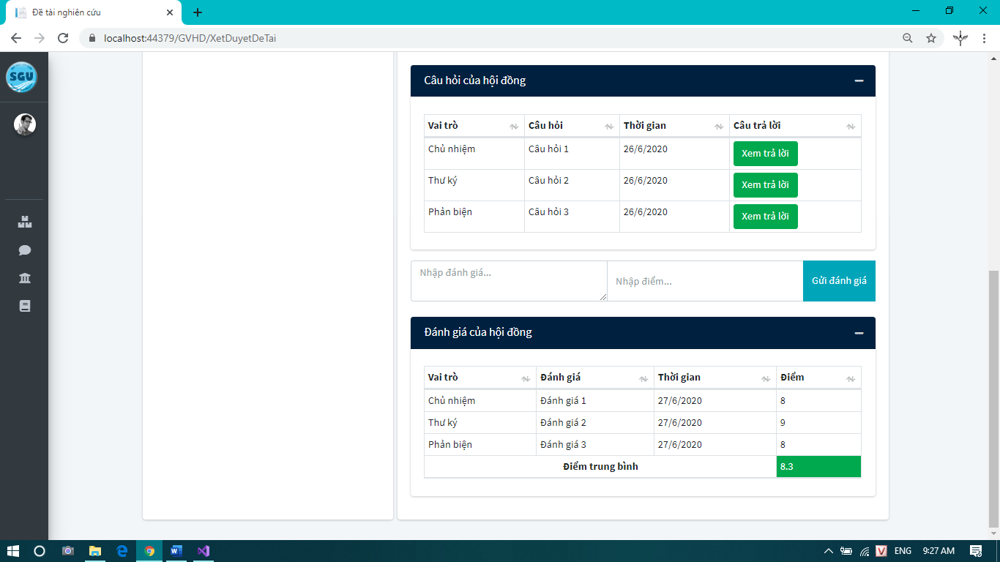 Đề tài nghiên cứu
localhost:44379/GVHD/XetDuyetDeTai
SGU
Câu hỏi của hội đồng
Vai trò Câu hỏi Thời gian Câu trả lời
Chủ nhiệm Câu hỏi 1 26/6/2020 Xem trả lời
Thư ký Câu hỏi 2 26/6/2020 Xem trả lời
Phản biện Câu hỏi 3 26/6/2020 Xem trả lời
Nhập đánh giá... Nhập điểm... Gửi đánh giá
Đánh giá của hội đồng
Vai trò Đánh giá Thời gian Điểm
Chủ nhiệm Đánh giá 1 27/6/2020 8
Thư ký Đánh giá 2 27/6/2020 9
Phản biện Đánh giá 3 27/6/2020 8
Điểm trung bình 8.3
ENG 9:27 AM